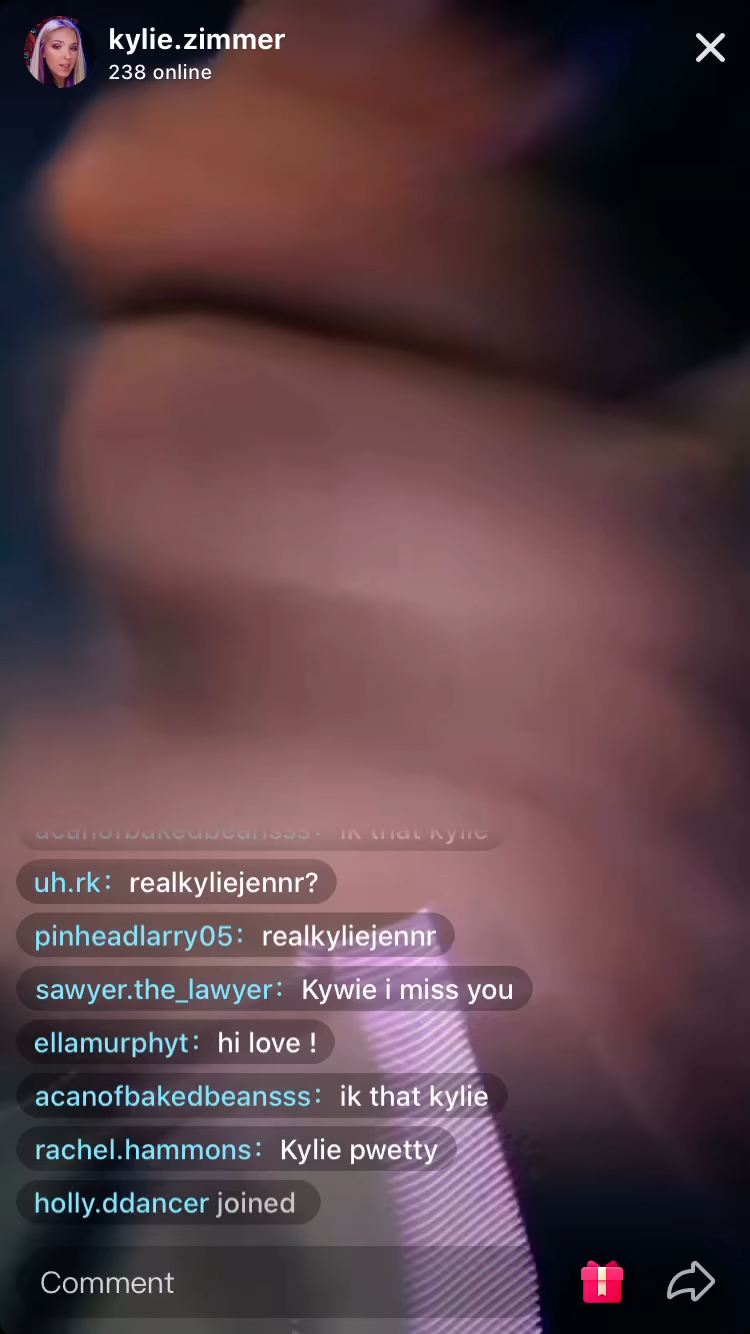 kylie.zimmer
238 online
acanofbakedbeansss: ik that kylie
uh.rk: realkyliejennr?
pinheadlarry05: realkyliejennr
sawyer.the_lawyer: Kywie i miss you
ellamurphyt: hi love !
acanofbakedbeansss: ik that kylie
rachel.hammons: Kylie pwetty
holly.ddancer joined
Comment